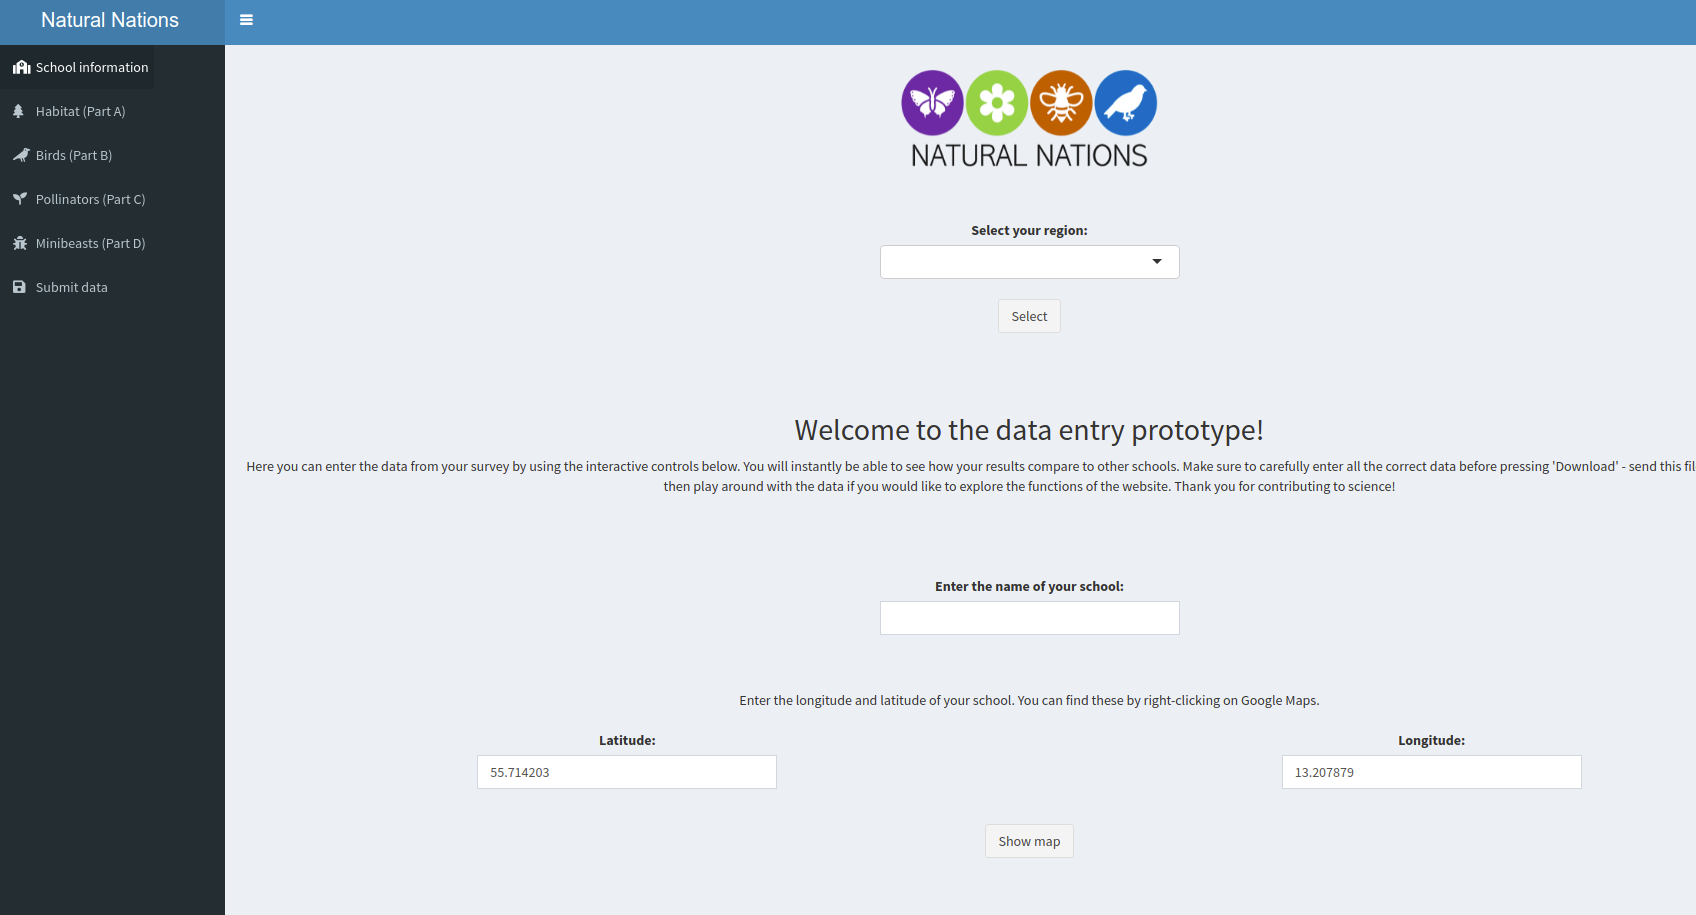 Natural Nations
School information
Habitat (Part A)
Birds (Part B)
Pollinators (Part C)
Minibeasts (Part D)
Submit data
NATURAL NATIONS
Select your region:
Select
Welcome to the data entry prototype!
Here you can enter the data from your survey by using the interactive controls below. You will instantly be able to see how your results compare to other schools. Make sure to carefully enter all the correct data before pressing 'Download' - send this fil
then play around with the data if you would like to explore the functions of the website. Thank you for contributing to science!
Enter the name of your school:
Enter the longitude and latitude of your school. You can find these by right-clicking on Google Maps.
Latitude:
Longitude:
55.714203
13.207879
Show map